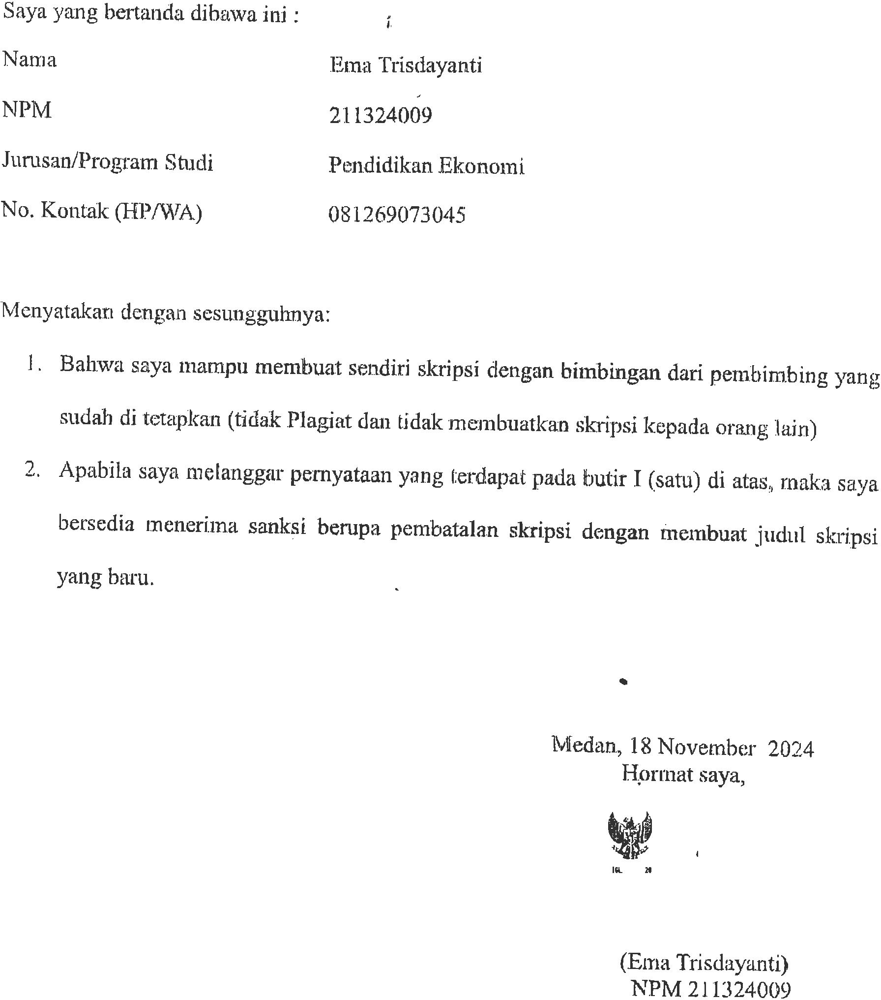 Saya yang bertanda dibawa ini :
Nama Ema Trisdayanti
NPM 211324009
Jurusan/Program Studi Pendidikan Ekonomi
No. Kontak (HP/WA) 081269073045
Menyatakan dengan sesungguhnya:
1. Bahwa saya mampu membuat sendiri skripsi dengan bimbingan dari pembimbing yang
sudah di tetapkan (tidak Plagiat dan tidak membuatkan skripsi kepada orang lain)
2. Apabila saya melanggar pernyataan yang terdapat pada butir I (satu) di atas, maka saya
bersedia menerima sanksi berupa pembatalan skripsi dengan membuat judul skripsi
yang baru.
Medan, 18 November 2024
Hormat saya,
TGL. 20
(Ema Trisdayanti)
NPM 211324009